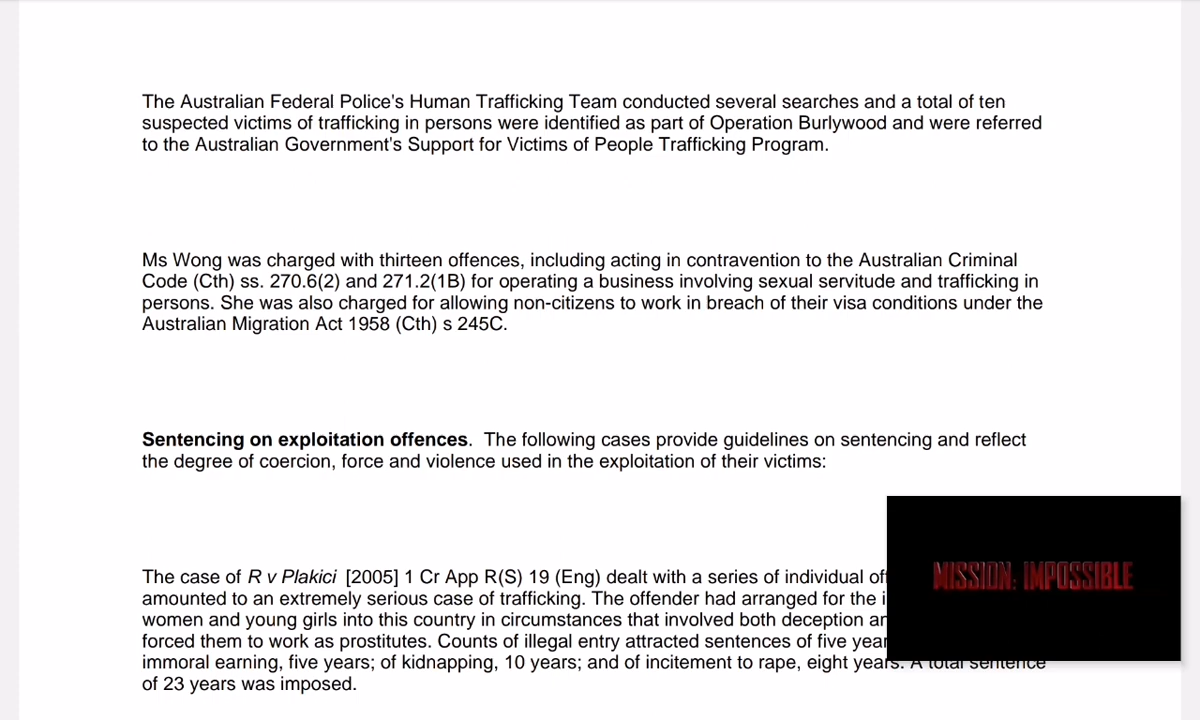 The Australian Federal Police's Human Trafficking Team conducted several searches and a total of ten
suspected victims of trafficking in persons were identified as part of Operation Burlywood and were referred
to the Australian Government's Support for Victims of People Trafficking Program.
Ms Wong was charged with thirteen offences, including acting in contravention to the Australian Criminal
Code (Cth) ss. 270.6(2) and 271.2(1B) for operating a business involving sexual servitude and trafficking in
persons. She was also charged for allowing non-citizens to work in breach of their visa conditions under the
Australian Migration Act 1958 (Cth) s 245C.
Sentencing on exploitation offences. The following cases provide guidelines on sentencing and reflect
the degree of coercion, force and violence used in the exploitation of their victims:
The case of R v Plakici [2005] 1 Cr App R(S) 19 (Eng) dealt with a series of individual
amounted to an extremely serious case of trafficking. The offender had arranged for the
women and young girls into this country in circumstances that involved both deception
forced them to work as prostitutes. Counts of illegal entry attracted sentences of five
immoral earning, five years; of kidnapping, 10 years; and of incitement to rape, eight years. A total sentence
of 23 years was imposed.
MISSION: IMPOSSIBLE